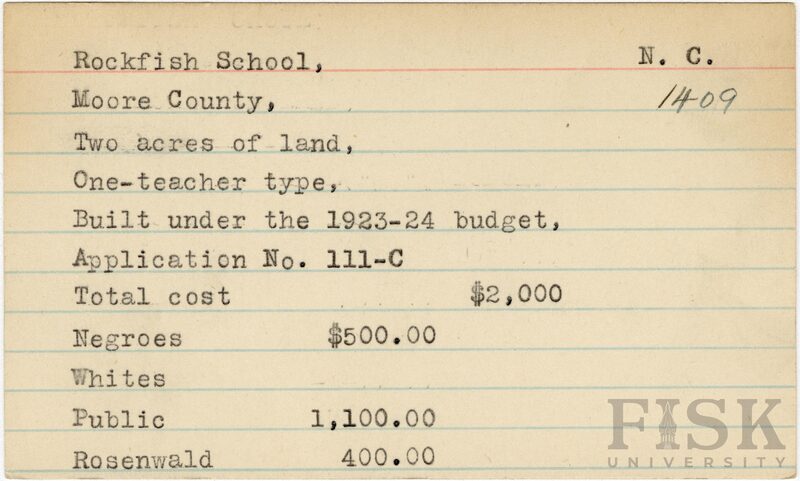 Rockfish School, N. C.
Moore County, 1409
Two acres of land,
One-teacher type,
Built under the 1923-24 budget,
Application No. 111-C
Total cost $2,000
Negroes $500.00
Whites
Public 1,100.00
Rosenwald 400.00
FISK
UNIVERSITY